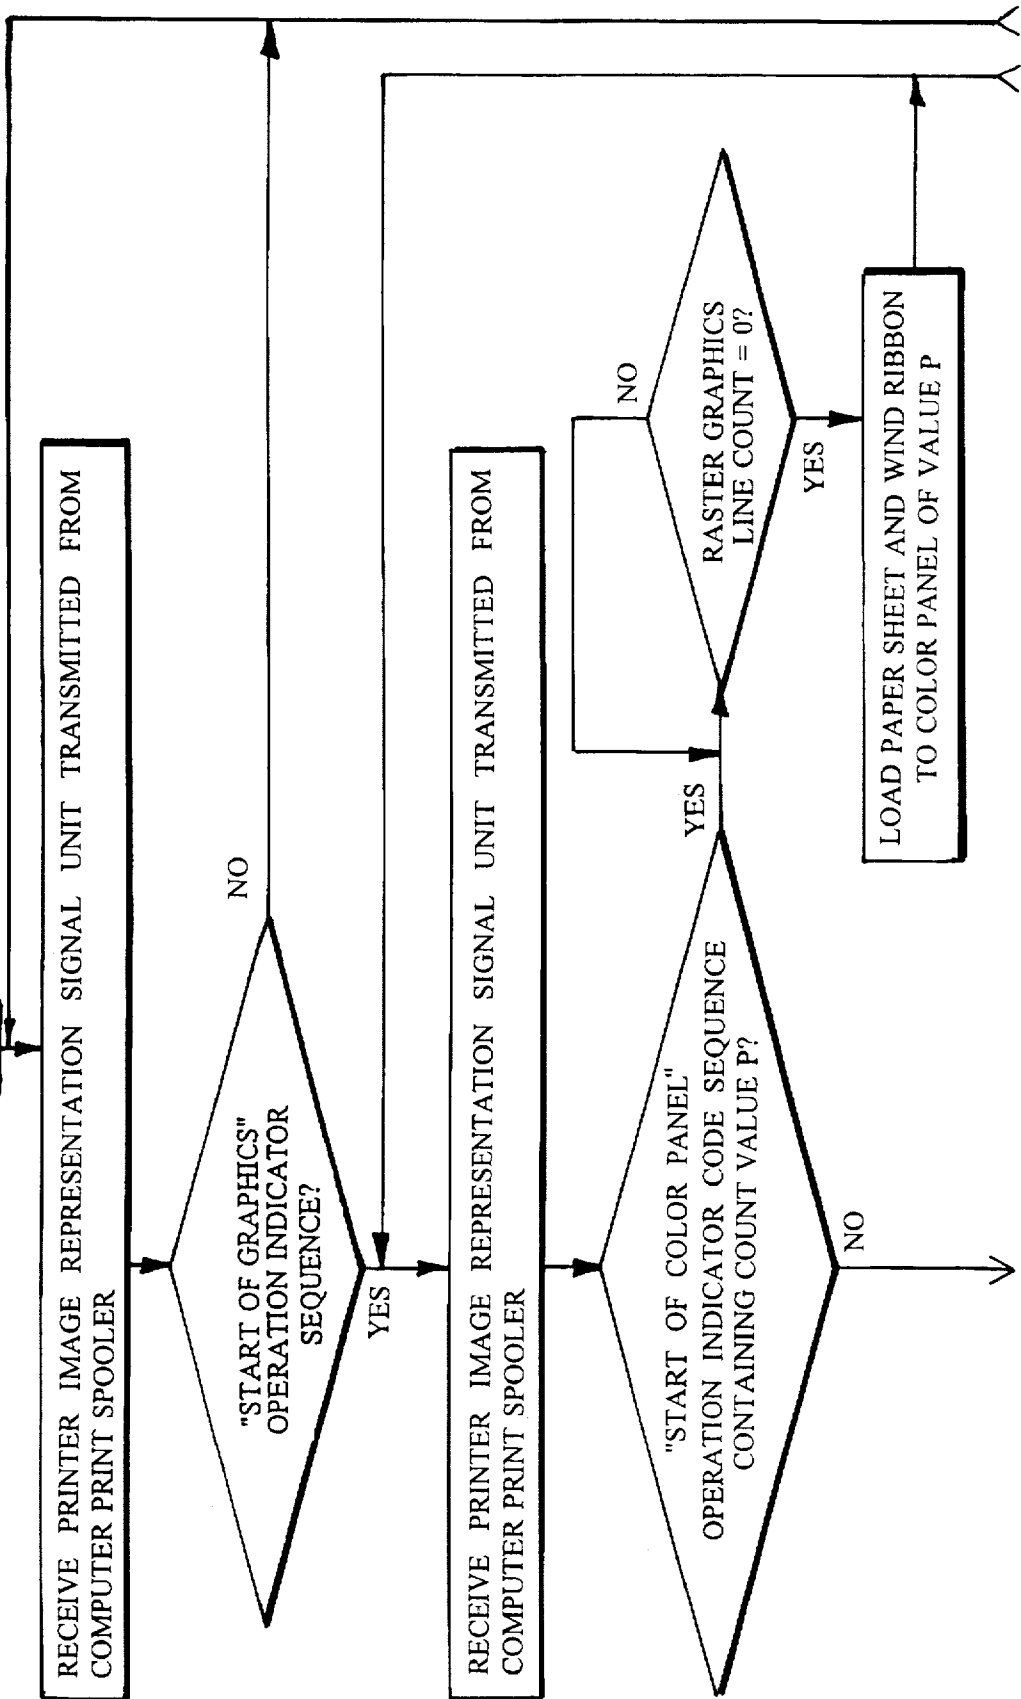 RECEIVE PRINTER IMAGE REPRESENTATION SIGNAL UNIT TRANSMITTED FROM
COMPUTER PRINT SPOOLER
"START OF GRAPHICS"
OPERATION INDICATOR
SEQUENCE?
NO
YES
RECEIVE PRINTER IMAGE REPRESENTATION SIGNAL UNIT TRANSMITTED FROM
COMPUTER PRINT SPOOLER
"START OF COLOR PANEL"
OPERATION INDICATOR CODE SEQUENCE
CONTAINING COUNT VALUE P?
YES
NO
RASTER GRAPHICS
LINE COUNT = 0?
NO
YES
LOAD PAPER SHEET AND WIND RIBBON
TO COLOR PANEL OF VALUE P